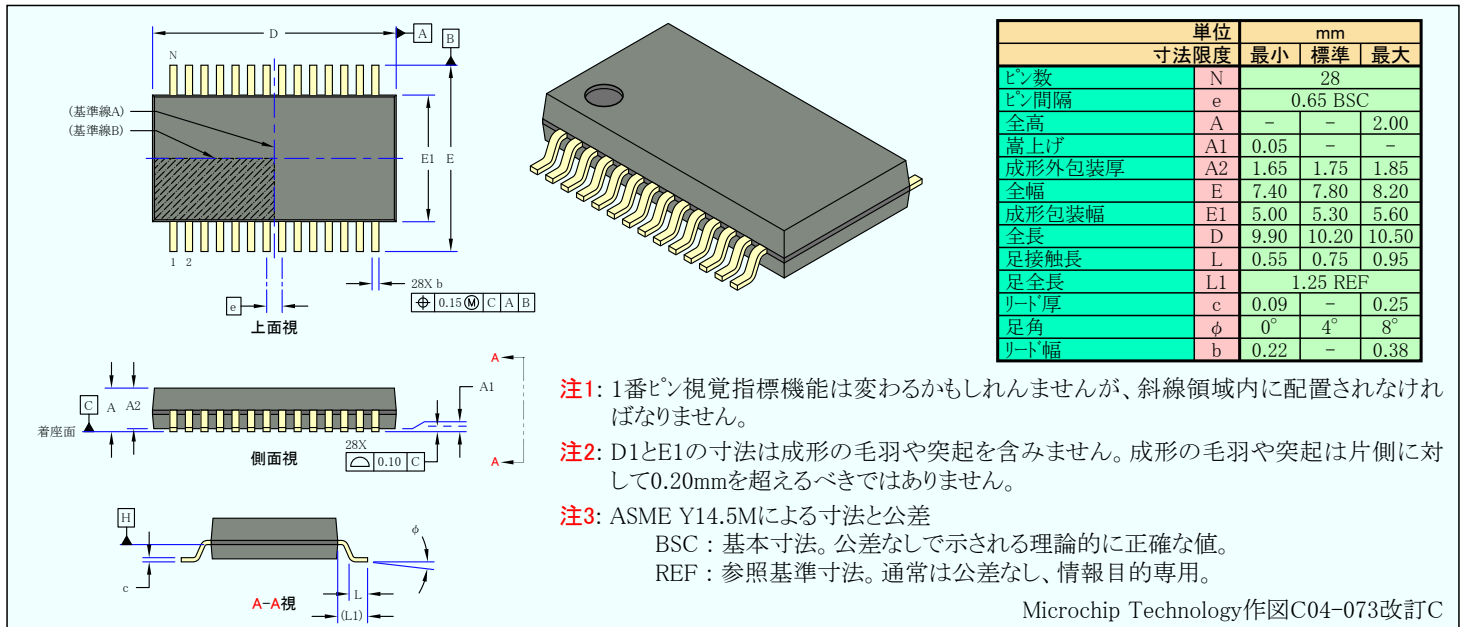 D
A
B
N
(基準線A)
(基準線B)
E1
E
1 2
28X b
0.15 Ⓜ C A B
e
上面視
A
A1
C
A
A2
着座面
28X
0.10 C
側面視
A
H
φ
c
L
(L1)
A-A視
単位 mm
寸法限度 最小 標準 最大
ピン数 N 28
ピン間隔 e 0.65 BSC
全高 A - - 2.00
嵩上げ A1 0.05 - -
成形外包装厚 A2 1.65 1.75 1.85
全幅 E 7.40 7.80 8.20
成形包装幅 E1 5.00 5.30 5.60
全長 D 9.90 10.20 10.50
足接触長 L 0.55 0.75 0.95
足全長 L1 1.25 REF
リード厚 c 0.09 - 0.25
足角 φ 0° 4° 8°
リード幅 b 0.22 - 0.38
注1: 1番ピン視覚指標機能は変わるかもしれんませんが、斜線領域内に配置されなけれ
ばなりません。
注2: D1とE1の寸法は成形の毛羽や突起を含みません。成形の毛羽や突起は片側に対
して0.20mmを超えるべきではありません。
注3: ASME Y14.5Mによる寸法と公差
BSC : 基本寸法。公差なしで示される理論的に正確な値。
REF : 参照基準寸法。通常は公差なし、情報目的専用。
Microchip Technology作図C04-073改訂C